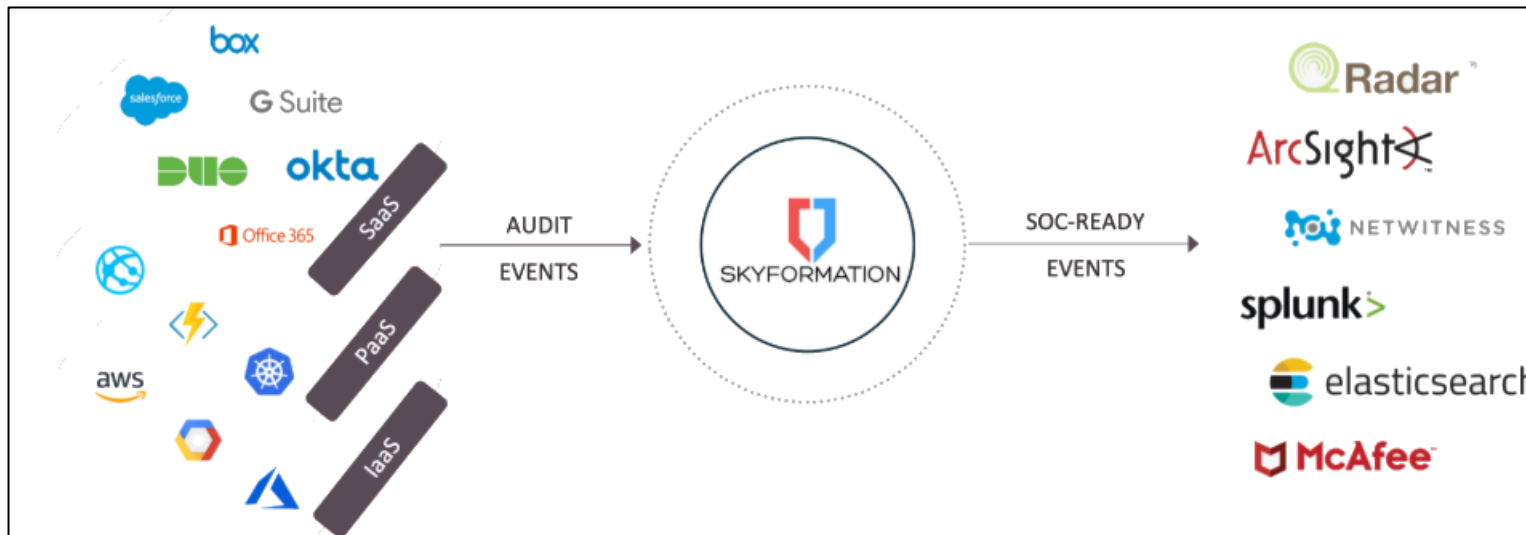 box
salesforce
G Suite
DUO
okta
Office 365
SaaS
PaaS
aws
IaaS
AUDIT
EVENTS
SKYFORMATION
SOC-READY
EVENTS
QRadar
ArcSight
NETWITNESS
splunk>
elasticsearch
McAfee